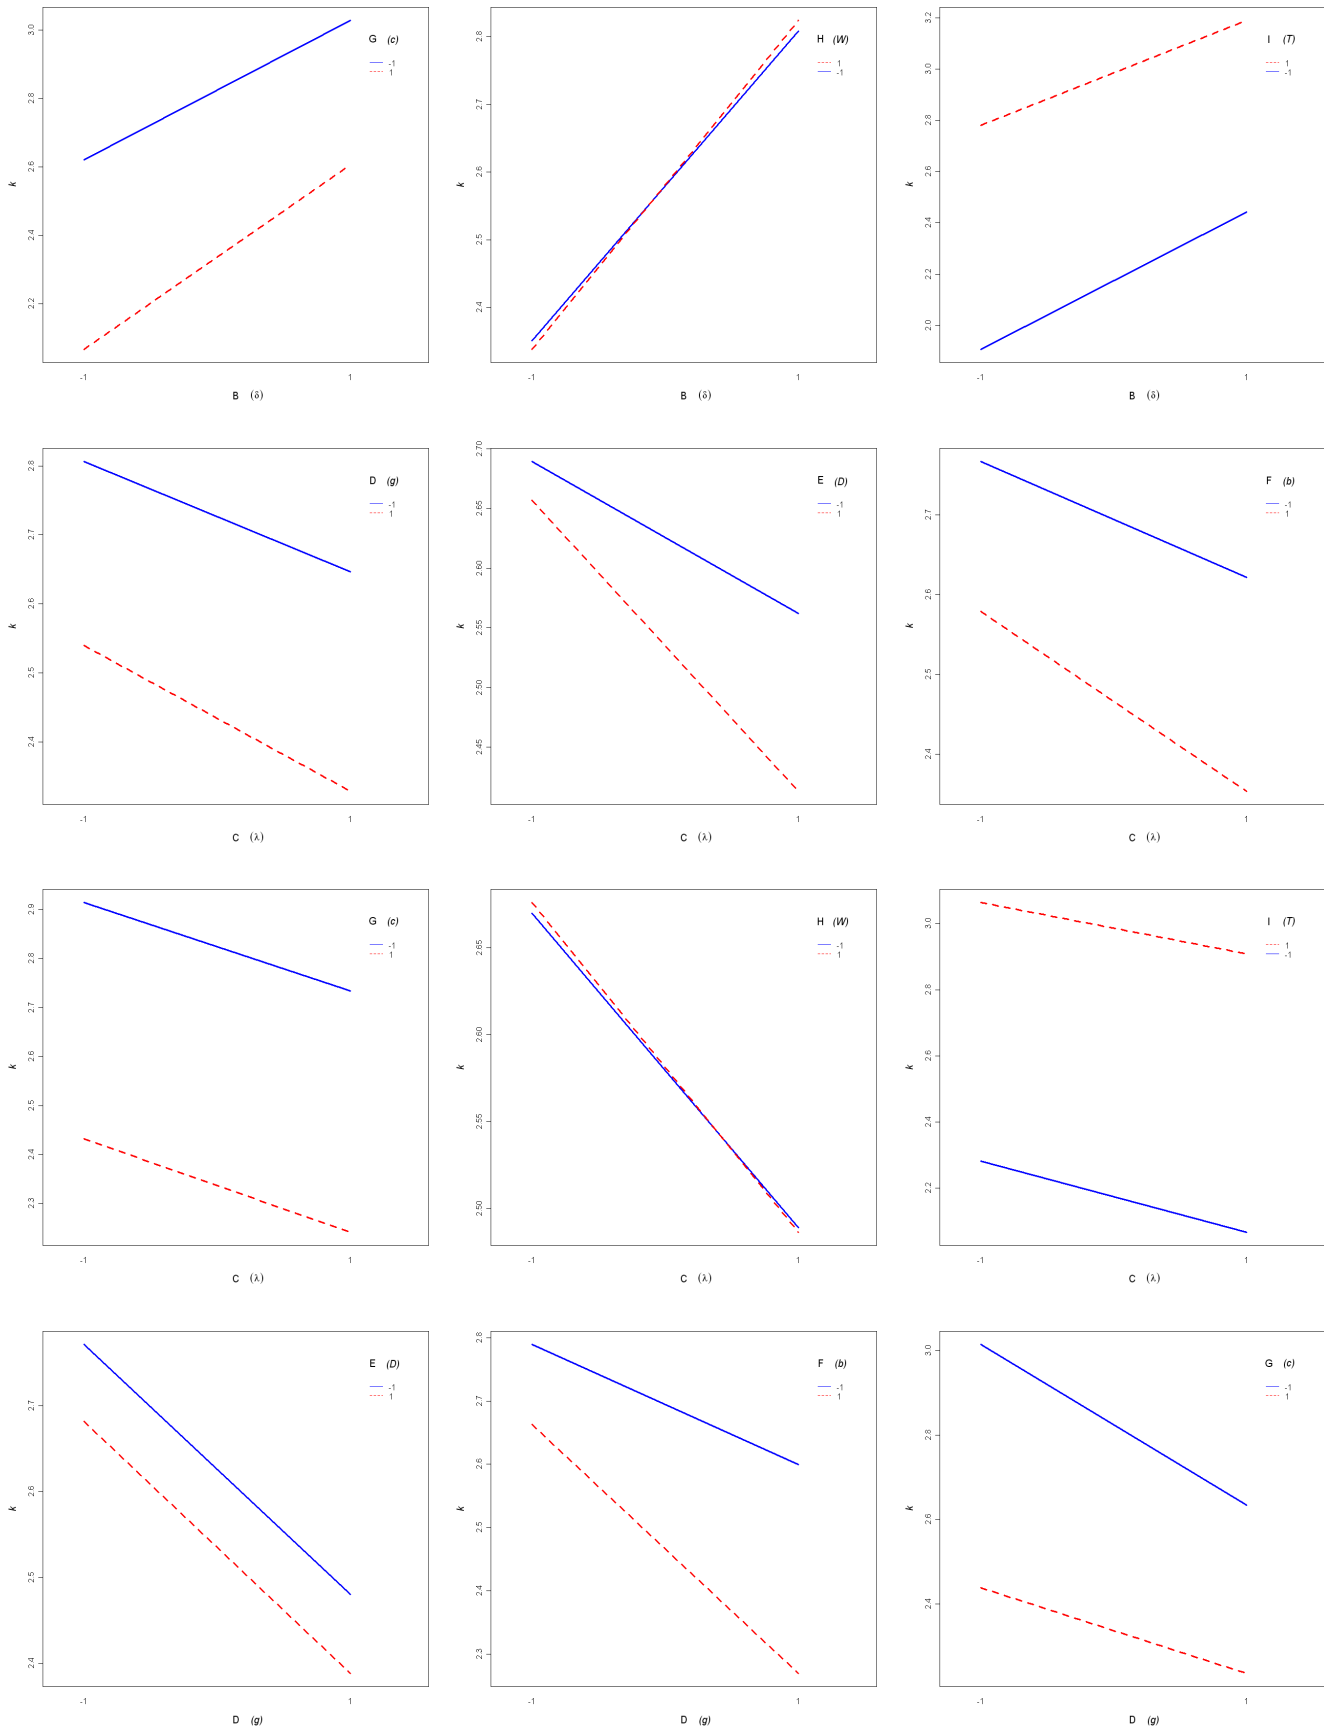 G (c)
-1
1
k
3.0
2.8
2.6
2.4
2.2
-1 1
B (δ)
H (W)
1
-1
k
2.8
2.7
2.6
2.5
2.4
-1 1
B (δ)
I (T)
1
-1
k
3.2
3.0
2.8
2.6
2.4
2.2
2.0
-1 1
B (δ)
D (g)
-1
1
k
2.8
2.7
2.6
2.5
2.4
-1 1
C (λ)
E (D)
-1
1
k
2.70
2.65
2.60
2.55
2.50
2.45
-1 1
C (λ)
F (b)
-1
1
k
2.7
2.6
2.5
2.4
-1 1
C (λ)
G (c)
-1
1
k
2.9
2.8
2.7
2.6
2.5
2.4
2.3
-1 1
C (λ)
H (W)
-1
1
k
2.65
2.60
2.55
2.50
-1 1
C (λ)
I (T)
1
-1
k
3.0
2.8
2.6
2.4
2.2
-1 1
C (λ)
E (D)
-1
1
k
2.7
2.6
2.5
2.4
-1 1
D (g)
F (b)
-1
1
k
2.8
2.7
2.6
2.5
2.4
2.3
-1 1
D (g)
G (c)
-1
1
k
3.0
2.8
2.6
2.4
-1 1
D (g)